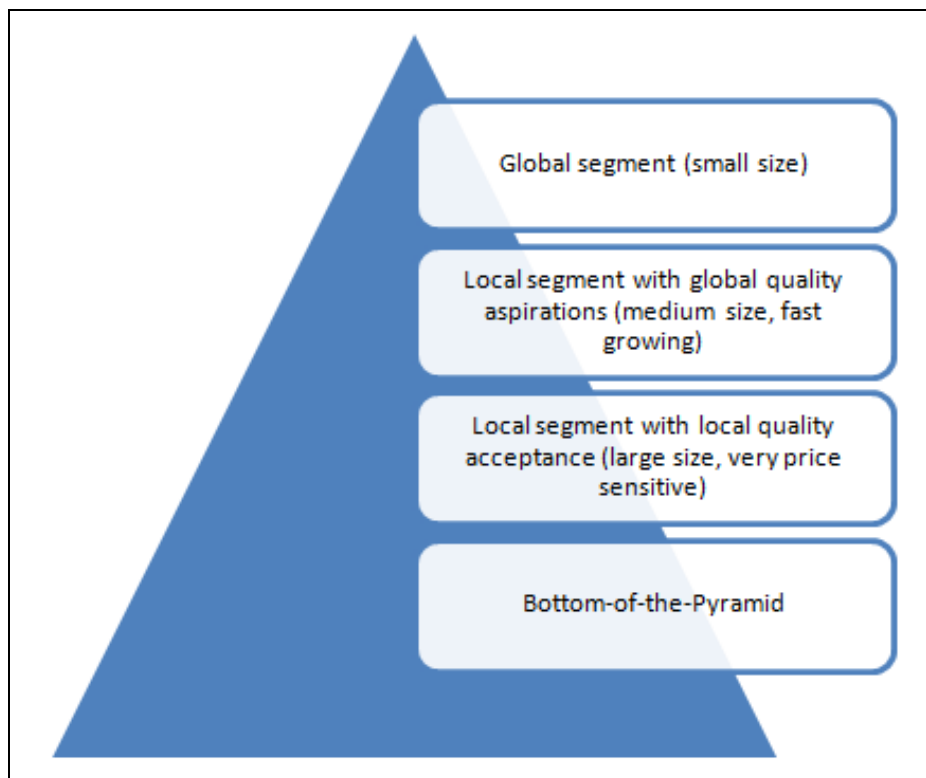 Global segment (small size)
Local segment with global quality
aspirations (medium size, fast
growing)
Local segment with local quality
acceptance (large size, very price
sensitive)
Bottom-of-the-Pyramid